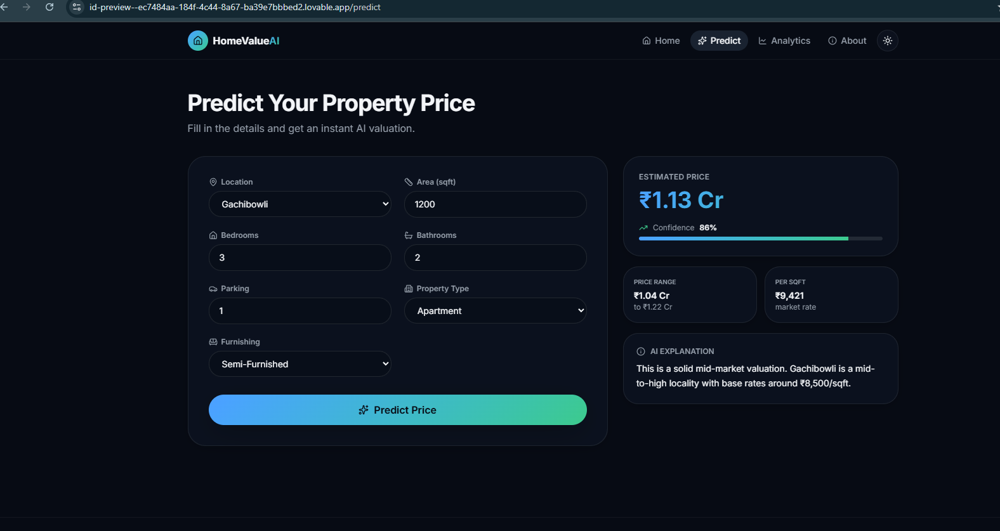 id-preview--ec7484aa-184f-4c44-8a67-ba39e7bbbed2.lovable.app/predict
HomeValueAI
Home
Predict
Analytics
About
Predict Your Property Price
Fill in the details and get an instant AI valuation.
Location
Area (sqft)
Gachibowli
1200
Bedrooms
Bathrooms
3
2
Parking
Property Type
1
Apartment
Furnishing
Semi-Furnished
Predict Price
ESTIMATED PRICE
₹1.13 Cr
Confidence 86%
PRICE RANGE
₹1.04 Cr
to ₹1.22 Cr
PER SQFT
₹9,421
market rate
AI EXPLANATION
This is a solid mid-market valuation. Gachibowli is a mid-
to-high locality with base rates around ₹8,500/sqft.